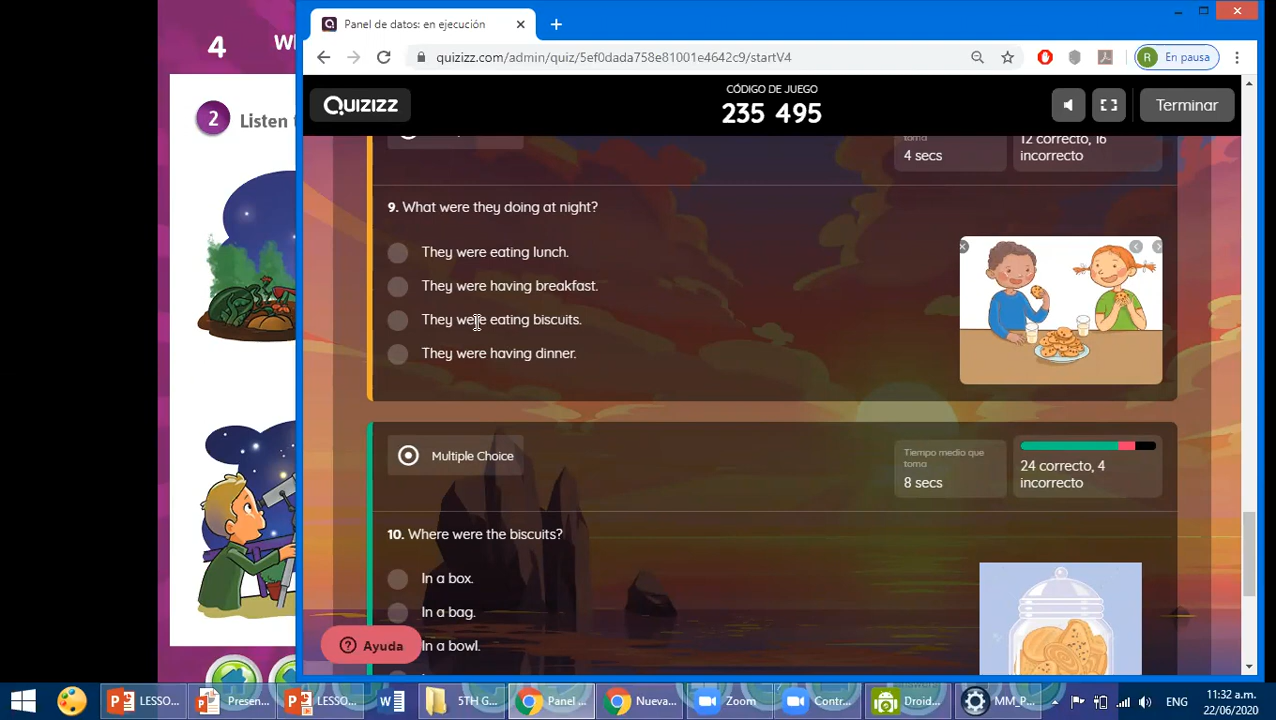 4
2
Listen
Panel de datos: en ejecución
quizizz.com/admin/quiz/5ef0dada758e81001e4642c9/startV4
R En pausa
QUIZIZZ
CÓDIGO DE JUEGO
235 495
Terminar
4 secs
12 correcto, 16
incorrecto
9. What were they doing at night?
They were eating lunch.
They were having breakfast.
They were eating biscuits.
They were having dinner.
Multiple Choice
Tiempo medio que
toma
8 secs
24 correcto, 4
incorrecto
10. Where were the biscuits?
In a box.
In a bag.
In a bowl.
Ayuda
LESSO...
Presen...
LESSO...
5TH G...
Panel ...
Nueva...
Zoom
Contr...
Droid...
MM_P...
ENG
11:32 a.m.
22/06/2020